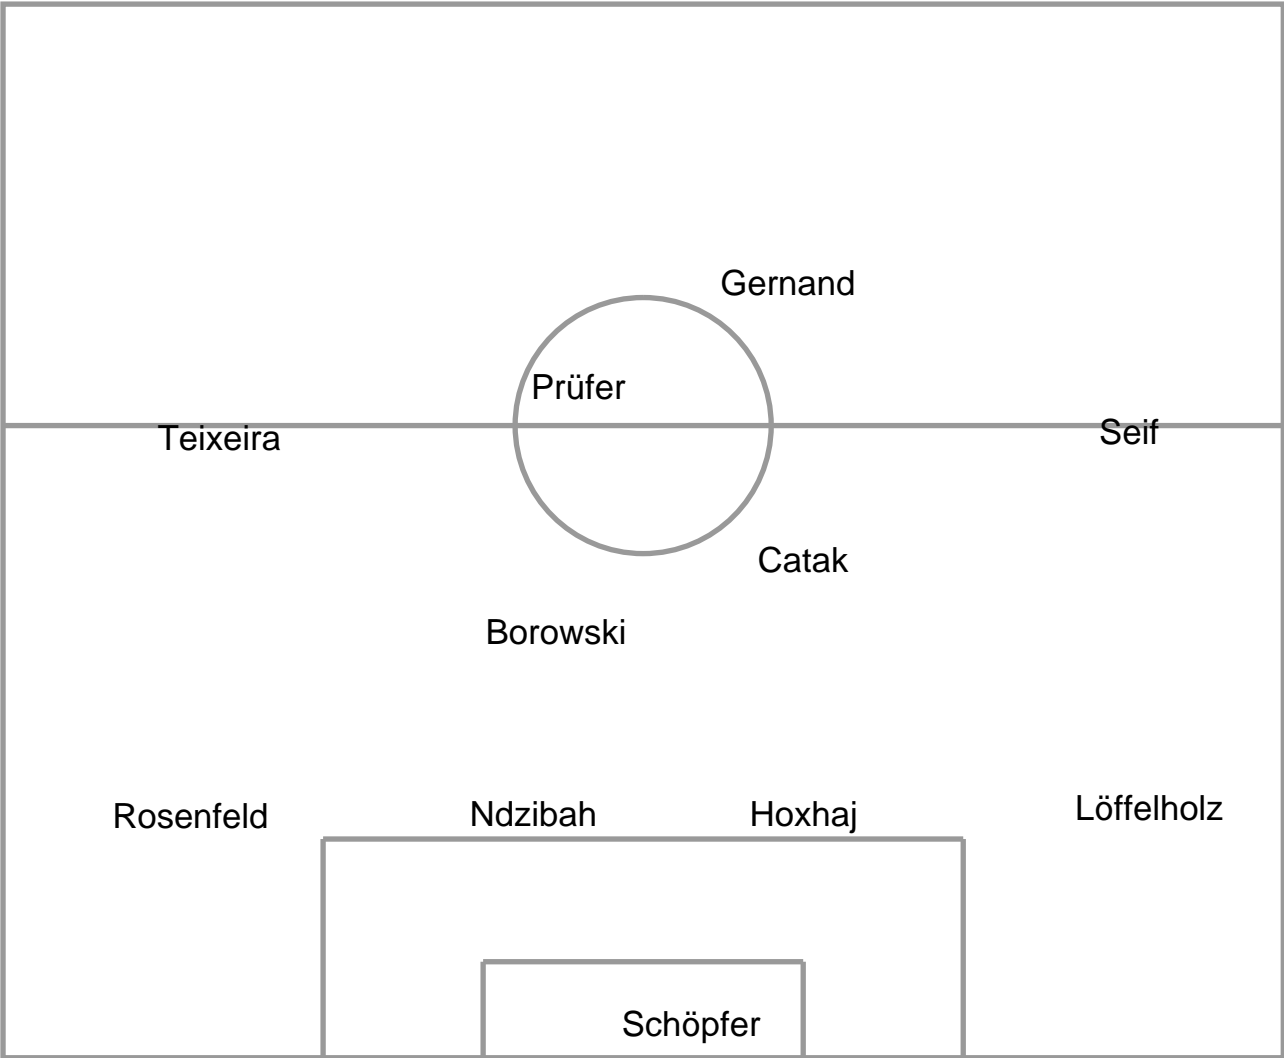 Gernand
Prüfer
Teixeira
Seif
Catak
Borowski
Rosenfeld
Ndzibah
Hoxhaj
Löffelholz
Schöpfer